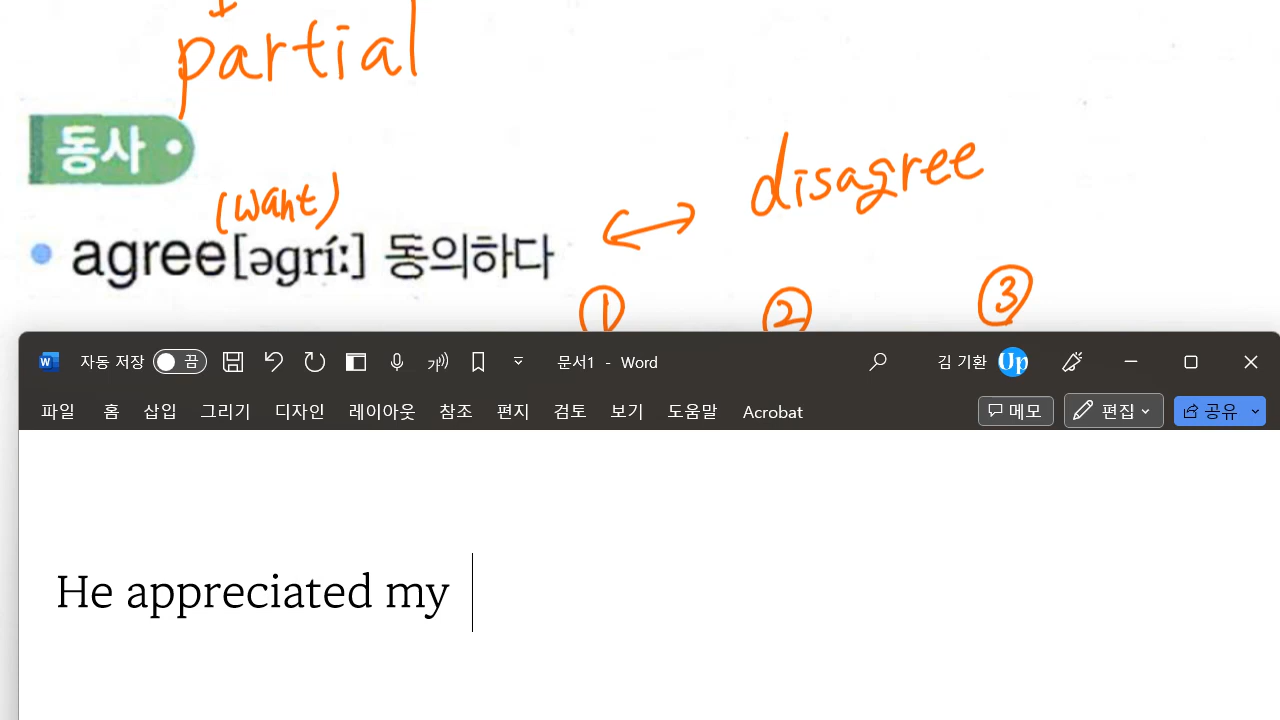 partial
동사
(want)
disagree
agree[əgríː] 동의하다
① ② ③
자동 저장 끔 가 문서1 - Word 김 기환 Up
파일 홈 삽입 그리기 디자인 레이아웃 참조 편지 검토 보기 도움말 Acrobat 메모 편집 공유
He appreciated my